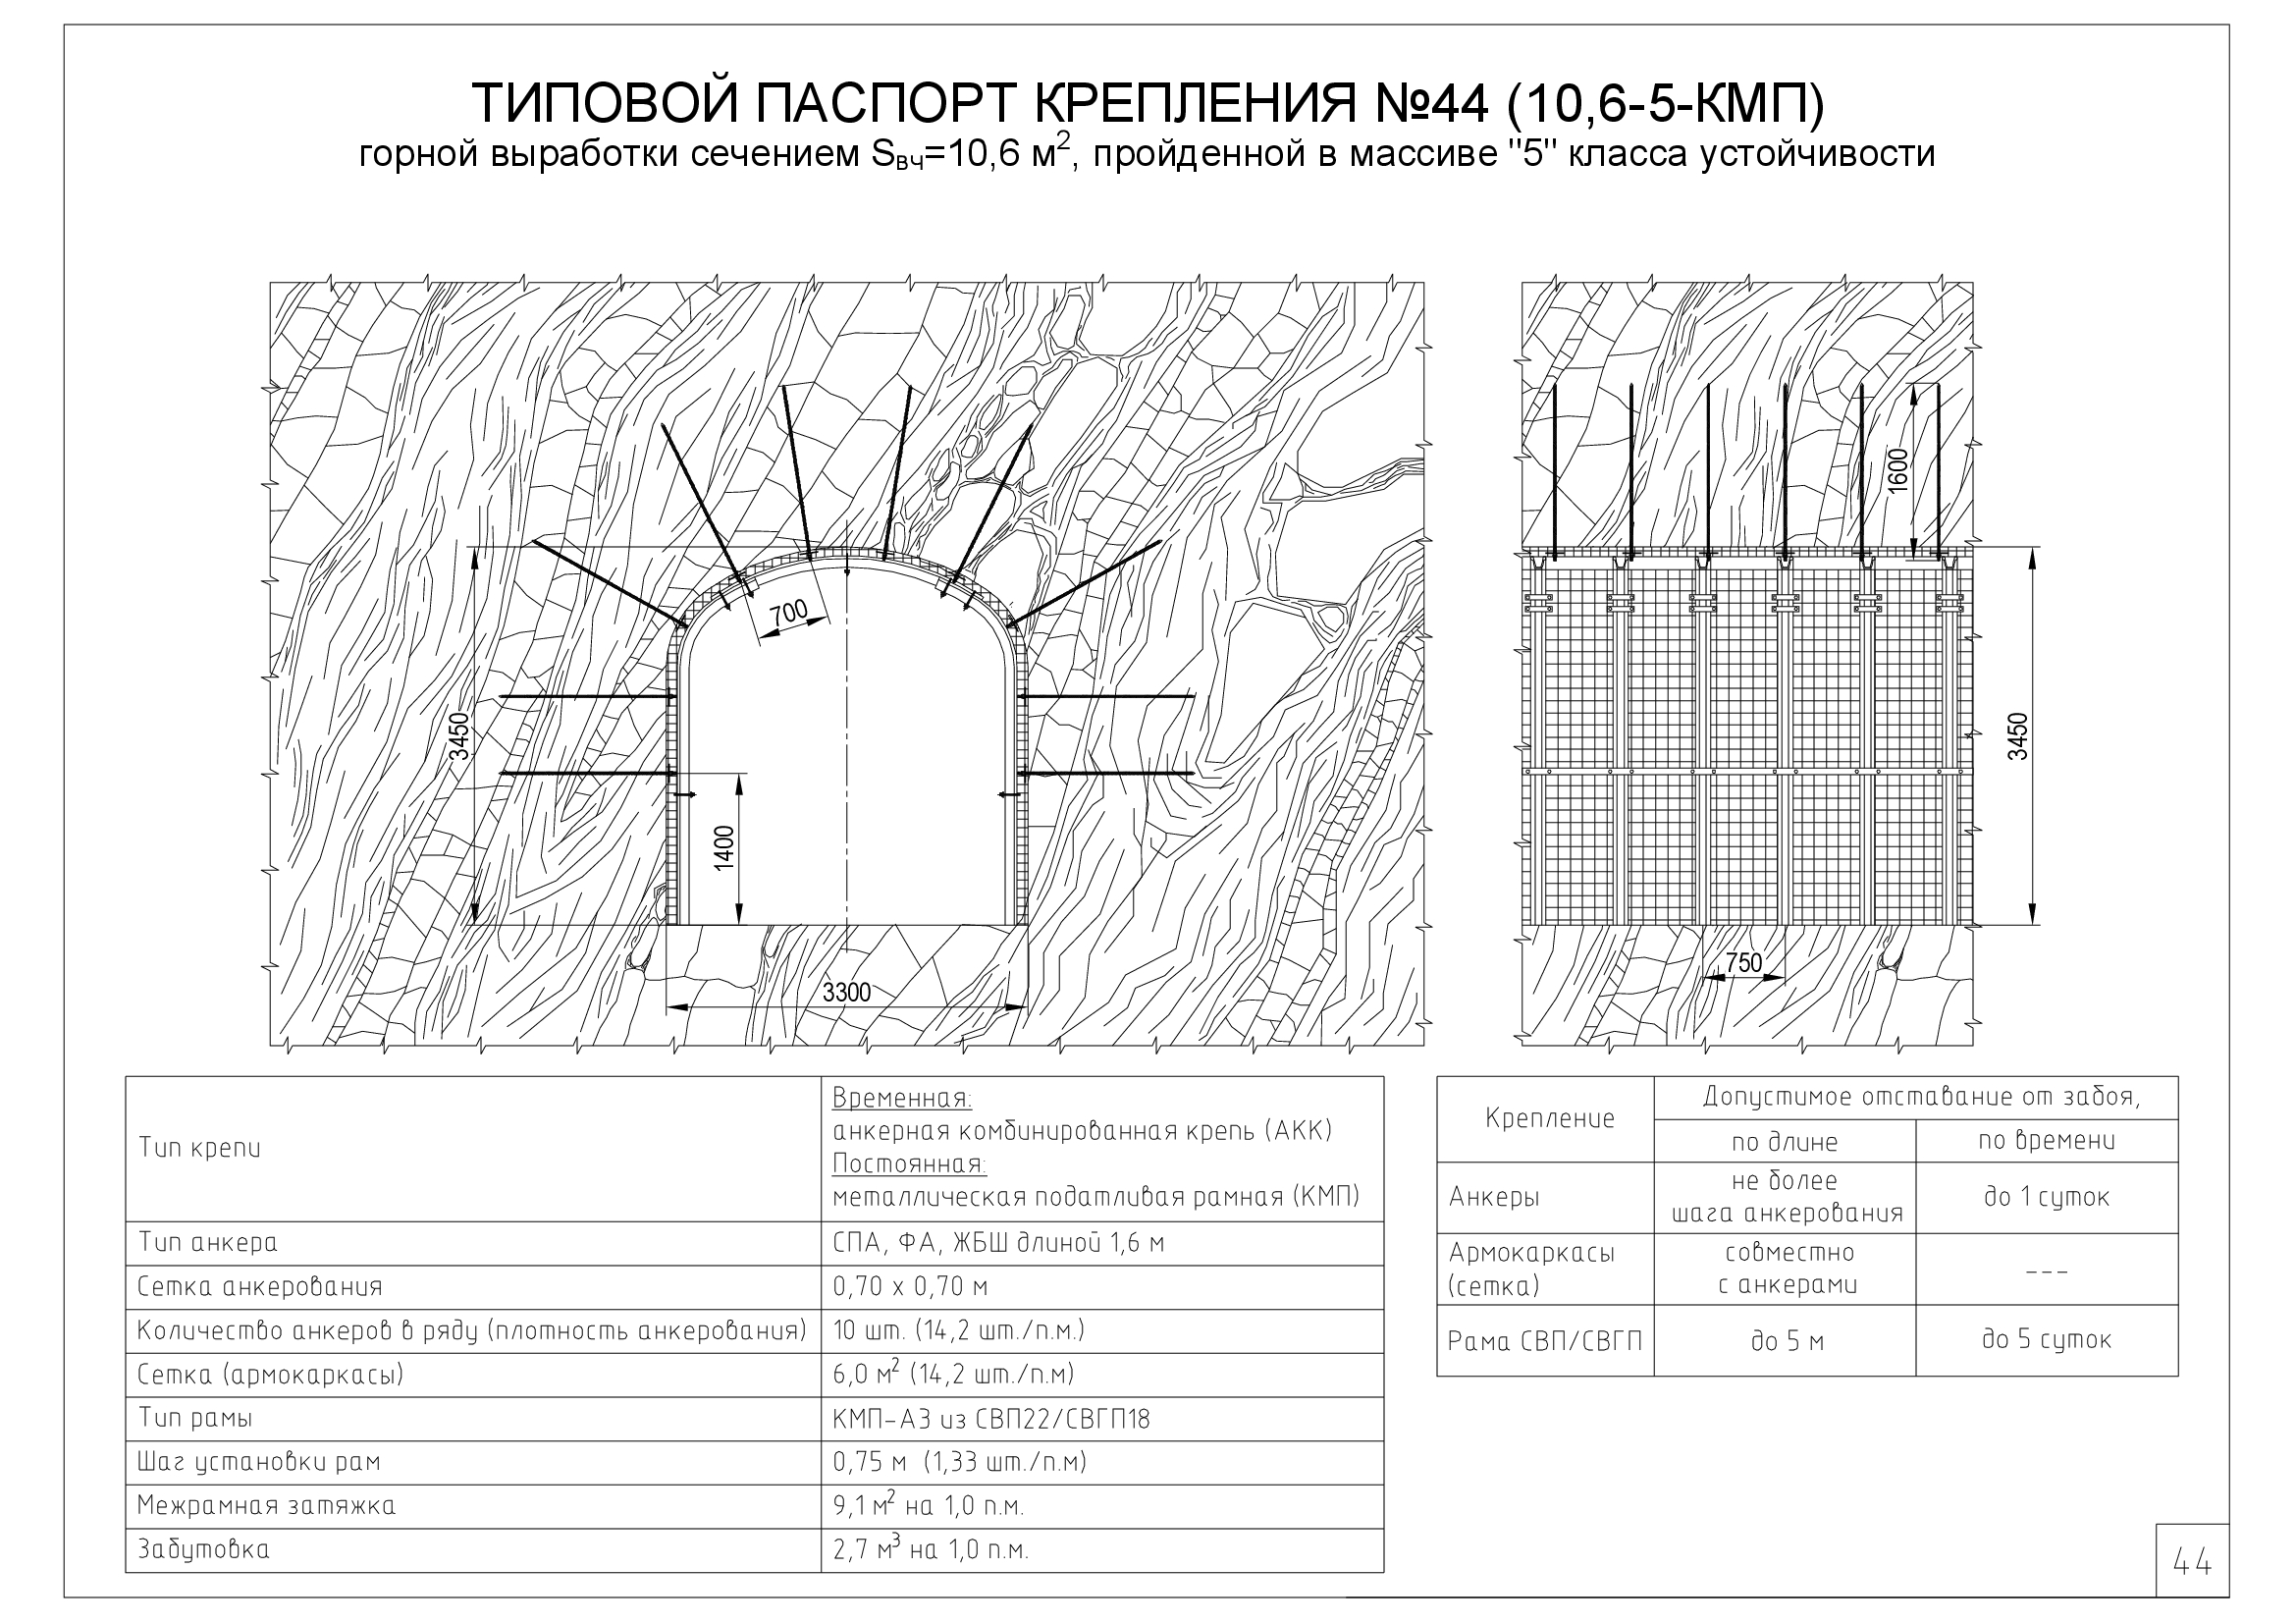 ТИПОВОЙ ПАСПОРТ КРЕПЛЕНИЯ №44 (10,6-5-КМП)
горной выработки сечением Sвч=10,6 м², пройденной в массиве "5" класса устойчивости
1600
700
3450
3450
1400
750
3300
Тип крепи
Временная:
анкерная комбинированная крепь (АКК)
Постоянная:
металлическая податливая рамная (КМП)
Тип анкера
СПА, ФА, ЖБШ длиной 1,6 м
Сетка анкерования
0,70 х 0,70 м
Количество анкеров в ряду (плотность анкерования)
10 шт. (14,2 шт./п.м.)
Сетка (армокаркасы)
6,0 м² (14,2 шт./п.м)
Тип рамы
КМП-А3 из СВП22/СВГП18
Шаг установки рам
0,75 м (1,33 шт./п.м)
Межрамная затяжка
9,1 м² на 1,0 п.м.
Забутовка
2,7 м³ на 1,0 п.м.
Крепление
Допустимое отставание от забоя,
по длине
по времени
Анкеры
не более
шага анкерования
до 1 суток
Армокаркасы
(сетка)
совместно
с анкерами
---
Рама СВП/СВГП
до 5 м
до 5 суток
44